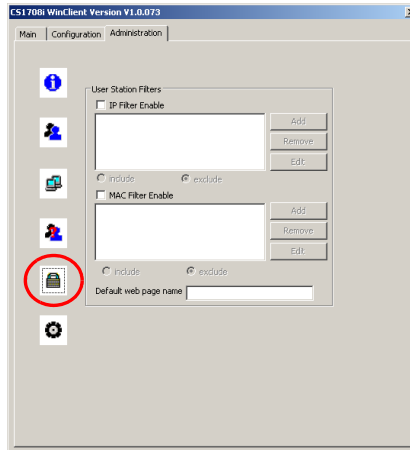 CS1708i WinClient Version V1.0.073
Main Configuration Administration
User Station Filters
IP Filter Enable
Add
Remove
Edit
include exclude
MAC Filter Enable
Add
Remove
Edit
include exclude
Default web page name